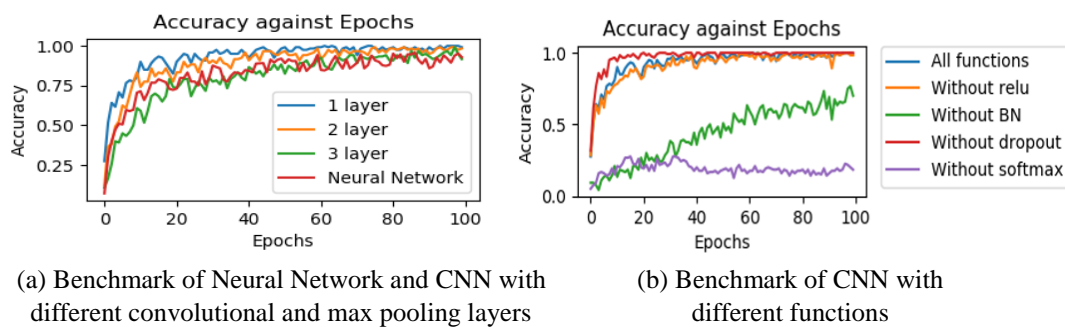 Accuracy against Epochs
1.00
0.75
0.50
0.25
Accuracy
0 20 40 60 80 100
Epochs
1 layer
2 layer
3 layer
Neural Network
(a) Benchmark of Neural Network and CNN with
different convolutional and max pooling layers
Accuracy against Epochs
1.0
0.5
0.0
Accuracy
0 20 40 60 80 100
Epochs
All functions
Without relu
Without BN
Without dropout
Without softmax
(b) Benchmark of CNN with
different functions